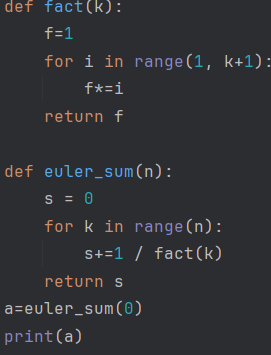 def fact(k):
    f=1
    for i in range(1, k+1):
        f*=i
    return f

def euler_sum(n):
    s = 0
    for k in range(n):
        s+=1 / fact(k)
    return s
a=euler_sum(0)
print(a)